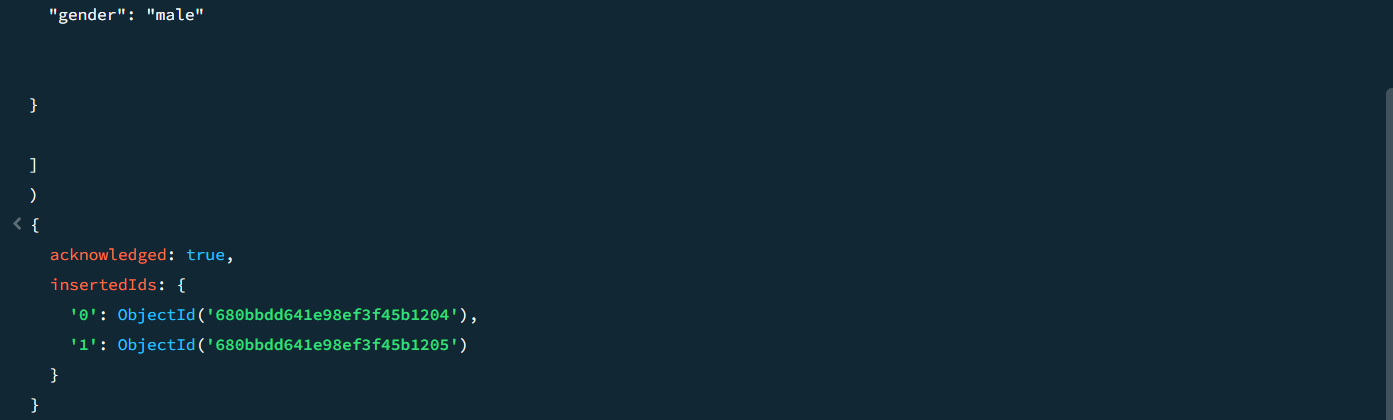 "gender": "male"
}
]
)
< {
acknowledged: true,
insertedIds: {
'0': ObjectId('680bbdd641e98ef3f45b1204'),
'1': ObjectId('680bbdd641e98ef3f45b1205')
}
}